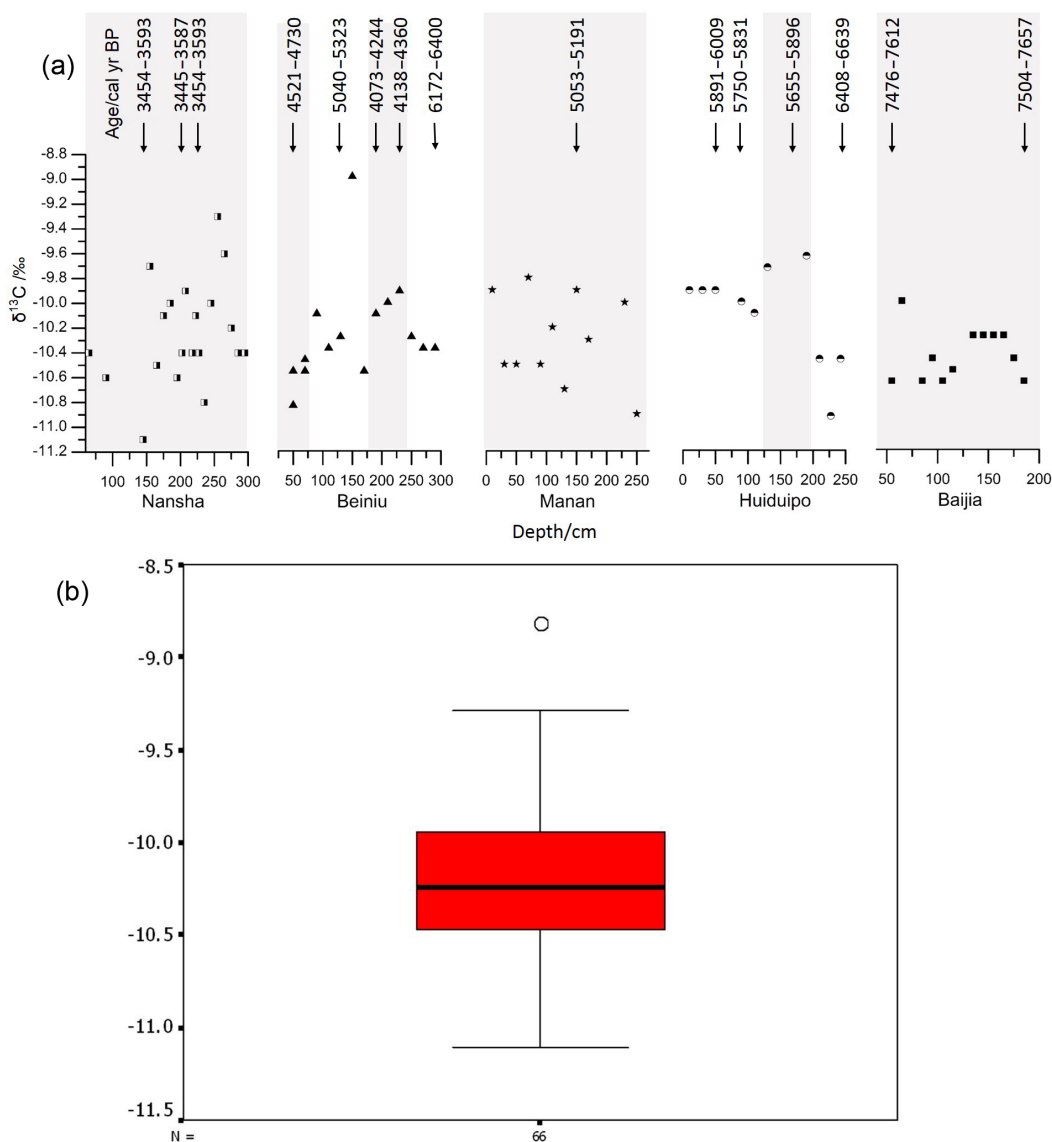 (a)
Age/cal yr BP
3454–3593
3445–3587
3454–3593
4521–4730
5040–5323
4073–4244
4138–4360
6172–6400
5053–5191
5891–6009
5750–5831
5655–5896
6408–6639
7476–7612
7504–7657
δ13C /‰
-8.8
-9.0
-9.2
-9.4
-9.6
-9.8
-10.0
-10.2
-10.4
-10.6
-10.8
-11.0
-11.2
100 150 200 250 300
50 100 150 200 250 300
0 50 100 150 200 250
0 50 100 150 200 250
50 100 150 200
Nansha Beiniu Manan Huiduipo Baijia
Depth/cm
(b)
-8.5
-9.0
-9.5
-10.0
-10.5
-11.0
-11.5
N = 66